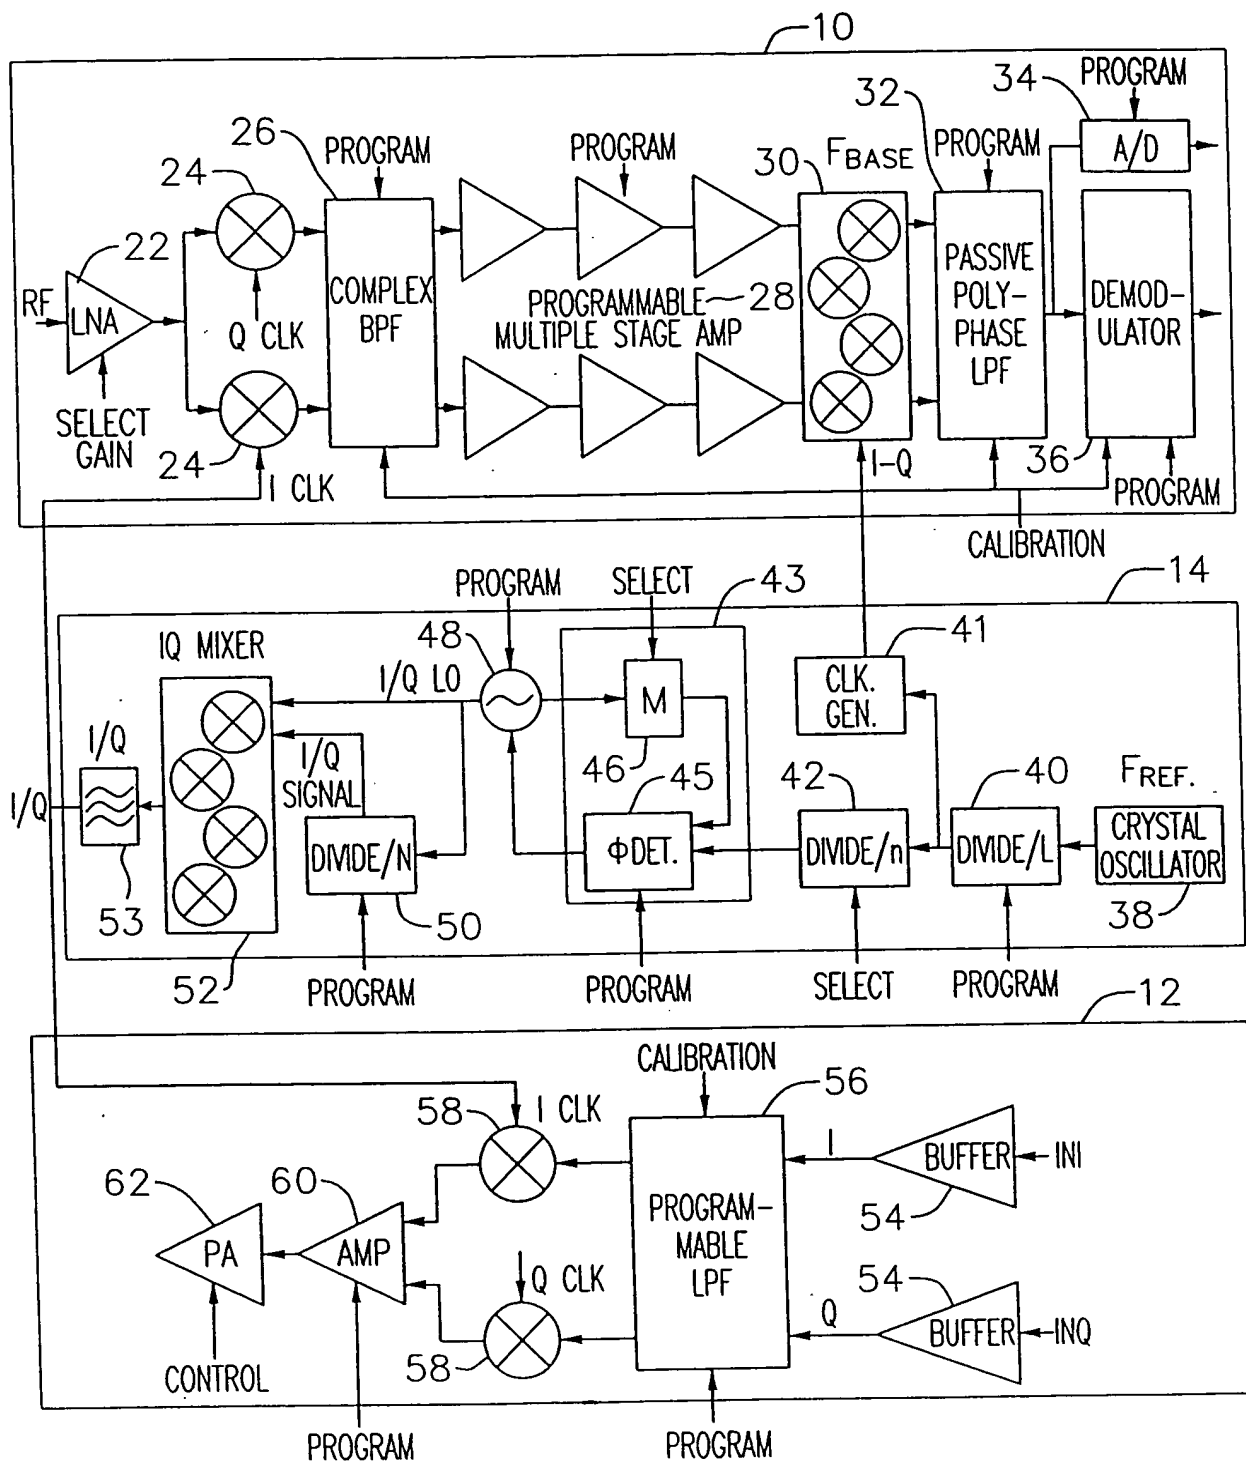 10
PROGRAM
34
A/D
32
PROGRAM
26
PROGRAM
PROGRAM
30
FBASE
24
22
RF
LNA
Q CLK
COMPLEX
BPF
PROGRAMMABLE
MULTIPLE STAGE AMP
28
PASSIVE
POLY-
PHASE
LPF
DEMOD-
ULATOR
SELECT
GAIN
24
I CLK
I-Q
36
PROGRAM
CALIBRATION
PROGRAM
SELECT
43
14
IQ MIXER
48
I/Q LO
M
41
CLK.
GEN.
I/Q
I/Q
I/Q
SIGNAL
46
45
42
40
FREF.
DIVIDE/N
ΦDET.
DIVIDE/n
DIVIDE/L
CRYSTAL
OSCILLATOR
53
50
38
52
PROGRAM
PROGRAM
SELECT
PROGRAM
12
CALIBRATION
56
58
I CLK
I
BUFFER
INI
54
62
60
PA
AMP
PROGRAM-
MABLE
LPF
Q CLK
54
Q
BUFFER
INQ
58
CONTROL
PROGRAM
PROGRAM